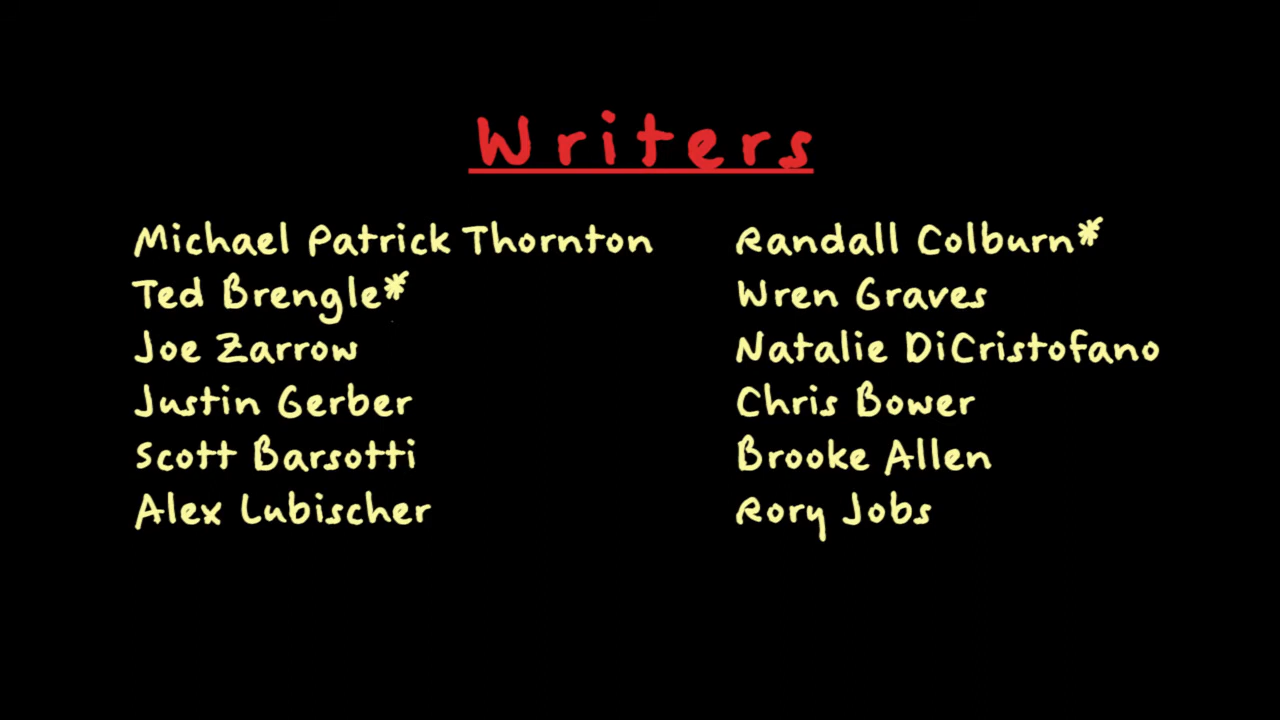 Writers
Michael Patrick Thornton
Ted Brengle*
Joe Zarrow
Justin Gerber
Scott Barsotti
Alex Lubischer
Randall Colburn*
Wren Graves
Natalie DiCristofano
Chris Bower
Brooke Allen
Rory Jobs